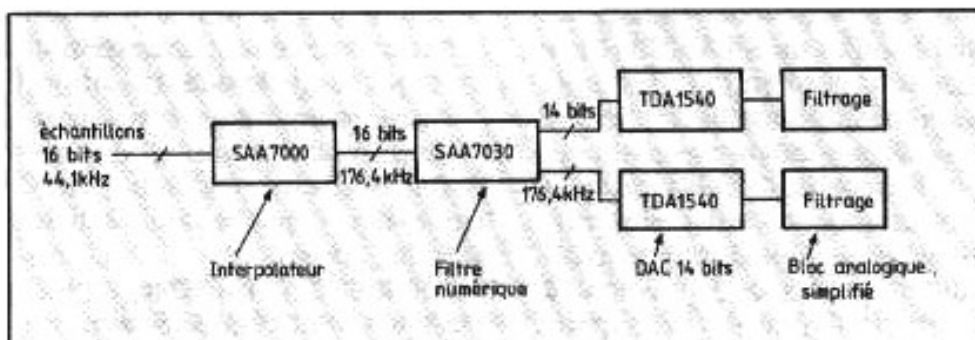 échantillons
16 bits
44,1kHz
SAA7000
16 bits
176,4kHz
SAA7030
14 bits
176,4kHz
TDA1540
Filtrage
TDA1540
Filtrage
Interpolateur
Filtre
numérique
DAC 14 bits
Bloc analogique,
simplifié